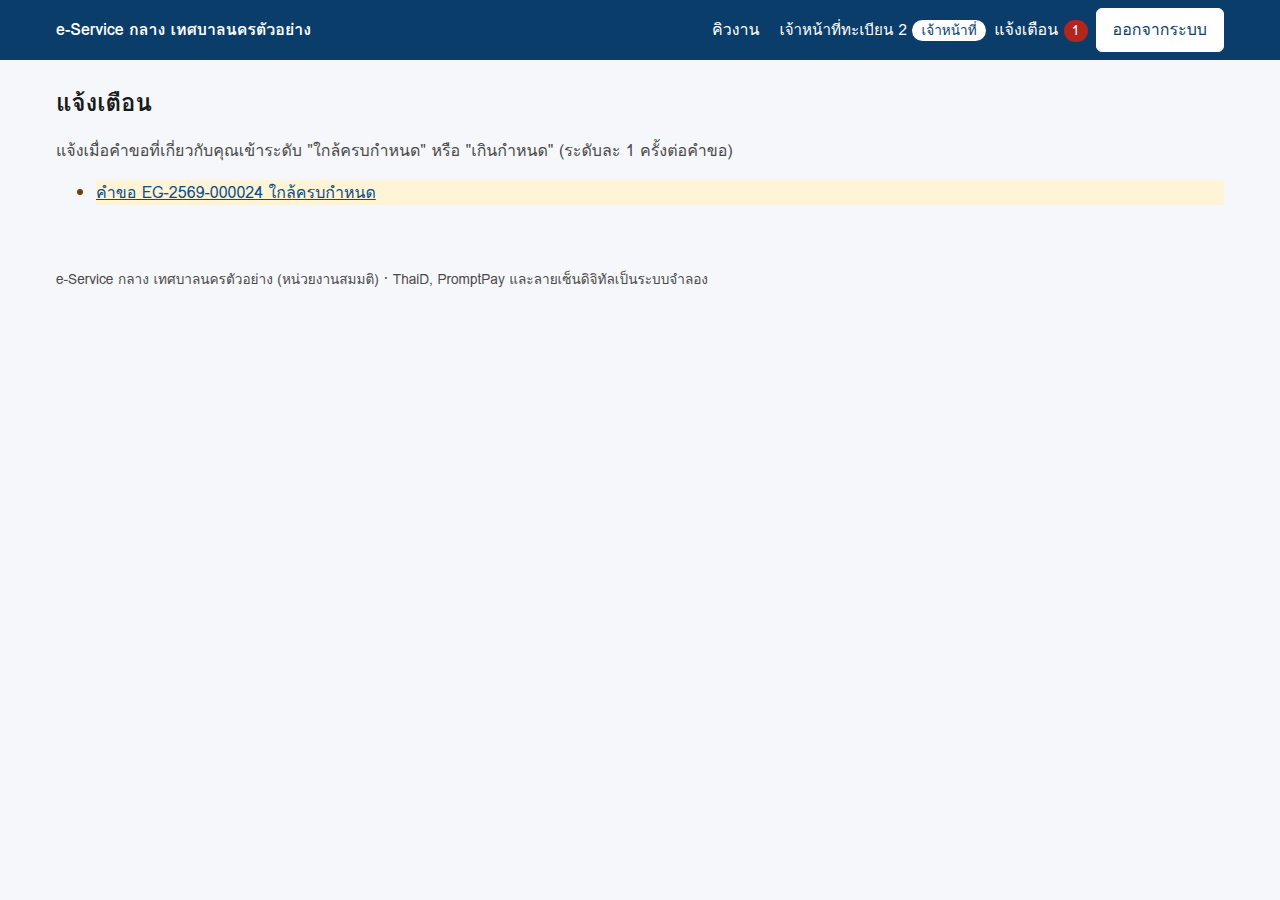 e-Service กลาง เทศบาลนครตัวอย่าง
คิวงาน เจ้าหน้าที่ทะเบียน 2 เจ้าหน้าที่ แจ้งเตือน 1 ออกจากระบบ
แจ้งเตือน
แจ้งเมื่อคำขอที่เกี่ยวกับคุณเข้าระดับ "ใกล้ครบกำหนด" หรือ "เกินกำหนด" (ระดับละ 1 ครั้งต่อคำขอ)
คำขอ EG-2569-000024 ใกล้ครบกำหนด
e-Service กลาง เทศบาลนครตัวอย่าง (หน่วยงานสมมติ) · ThaiD, PromptPay และลายเซ็นดิจิทัลเป็นระบบจำลอง